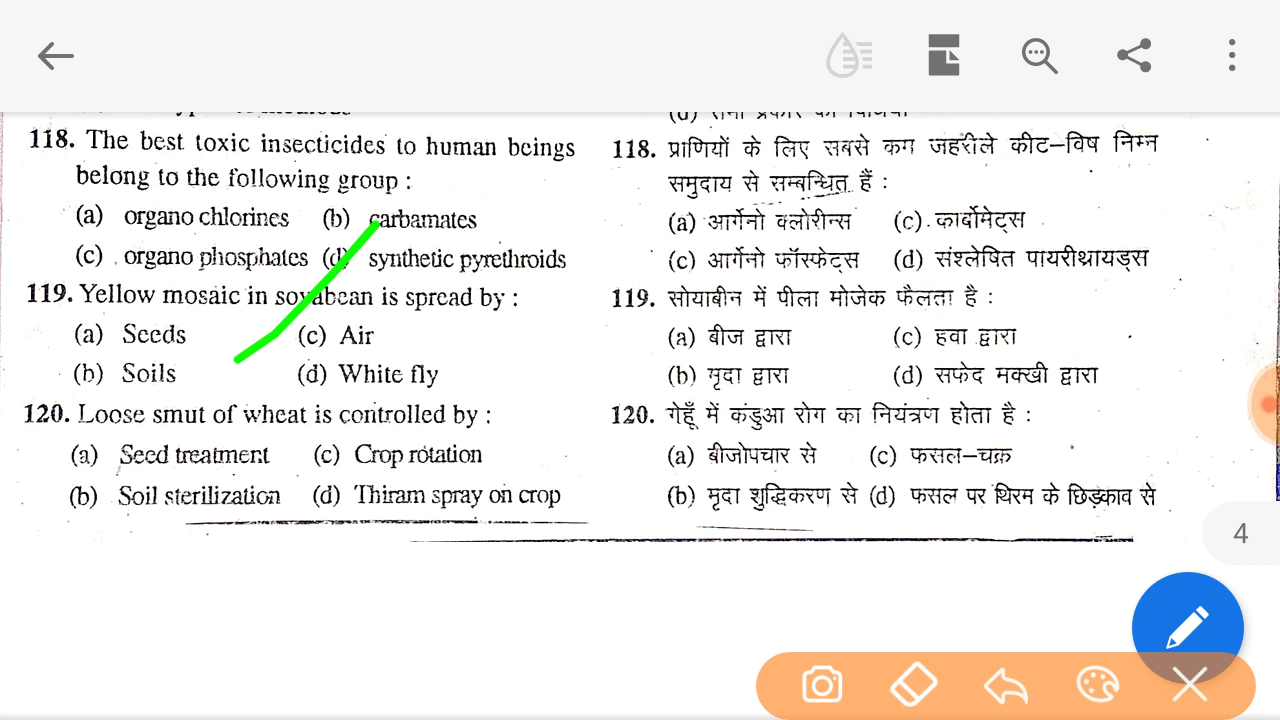 118. The best toxic insecticides to human beings
belong to the following group :
(a) organo chlorines (b) carbamates
(c) organo phosphates (d) synthetic pyrethroids
119. Yellow mosaic in soyabean is spread by :
(a) Seeds (c) Air
(b) Soils (d) White fly
120. Loose smut of wheat is controlled by :
(a) Seed treatment (c) Crop rotation
(b) Soil sterilization (d) Thiram spray on crop
118. प्राणियों के लिए सबसे कम जहरीले कीट–विष निम्न
समुदाय से सम्बन्धित हैं :
(a) आर्गेनो क्लोरीन्स (c) कार्बोमेट्स
(c) आर्गेनो फॉस्फेट्स (d) संश्लेषित पायरीथायड्स
119. सोयाबीन में पीला मोजेक फैलता है :
(a) बीज द्वारा (c) हवा द्वारा
(b) मृदा द्वारा (d) सफेद मक्खी द्वारा
120. गेहूँ में कंडुआ रोग का नियंत्रण होता है :
(a) बीजोपचार से (c) फसल–चक्र
(b) मृदा शुद्धिकरण से (d) फसल पर थिरम के छिड़काव से
4